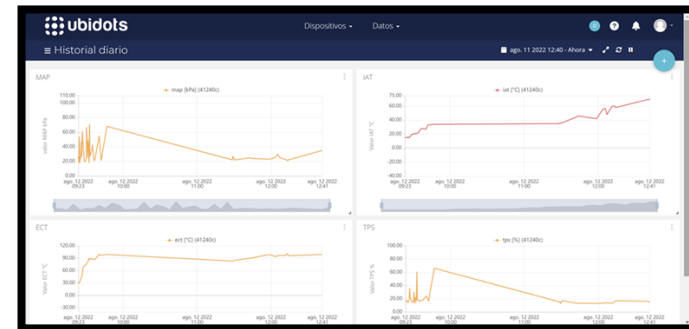 ubidots
Dispositivos
Datos
Historial diario
ago. 11 2022 12:40 - Ahora
MAP
map [kPa] (41240c)
valor MAP kPa
110.00
100.00
80.00
60.00
40.00
20.00
0.00
ago. 12 2022 09:23
ago. 12 2022 10:00
ago. 12 2022 11:00
ago. 12 2022 12:00
ago. 12 2022 12:41
IAT
iat [°C] (41240c)
Valor IAT °C
75.00
60.00
40.00
20.00
0.00
-20.00
-40.00
ago. 12 2022 09:23
ago. 12 2022 10:00
ago. 12 2022 11:00
ago. 12 2022 12:00
ago. 12 2022 12:41
ECT
ect [°C] (41240c)
Valor ECT °C
120.00
90.00
60.00
30.00
0.00
-30.00
ago. 12 2022 09:23
ago. 12 2022 10:00
ago. 12 2022 11:00
ago. 12 2022 12:00
ago. 12 2022 12:41
TPS
tps [%] (41240c)
Valor TPS %
100.00
80.00
60.00
40.00
20.00
0.00
ago. 12 2022 09:23
ago. 12 2022 10:00
ago. 12 2022 11:00
ago. 12 2022 12:00
ago. 12 2022 12:41